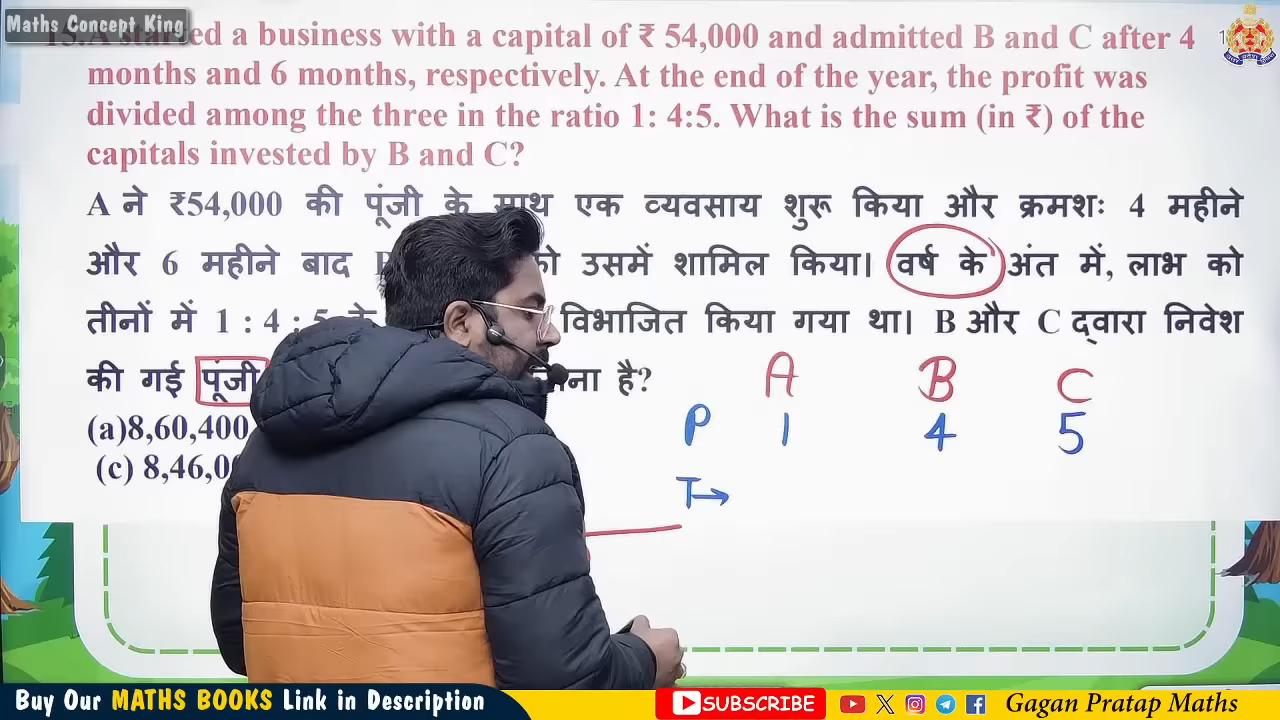 Maths Concept King
15.A started a business with a capital of ₹ 54,000 and admitted B and C after 4
months and 6 months, respectively. At the end of the year, the profit was
divided among the three in the ratio 1: 4:5. What is the sum (in ₹) of the
capitals invested by B and C?
A ने ₹54,000 की पूंजी के साथ एक व्यवसाय शुरू किया और क्रमशः 4 महीने
और 6 महीने बाद को उसमें शामिल किया। वर्ष के अंत में, लाभ को
तीनों में 1 : 4 : 5 विभाजित किया गया था। B और C द्वारा निवेश
की गई पूंजी है?
A B C
(a)8,60,400
P 1 4 5
(c) 8,46,0
T→
Buy Our MATHS BOOKS Link in Description
SUBSCRIBE
Gagan Pratap Maths